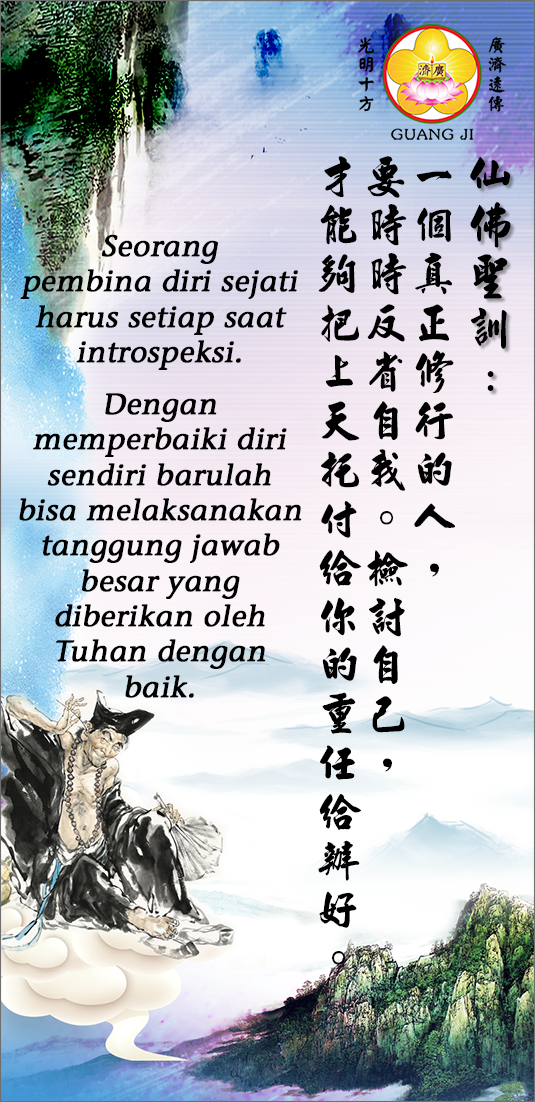 光明十方
廣濟
廣濟遠傳
GUANG JI
仙佛聖訓：
一個真正修行的人，
要時時反省自我。檢討自己，
才能夠把上天托付給你的重任給辦好。
Seorang
pembina diri sejati
harus setiap saat
introspeksi.
Dengan
memperbaiki diri
sendiri barulah
bisa melaksanakan
tanggung jawab
besar yang
diberikan oleh
Tuhan dengan
baik.